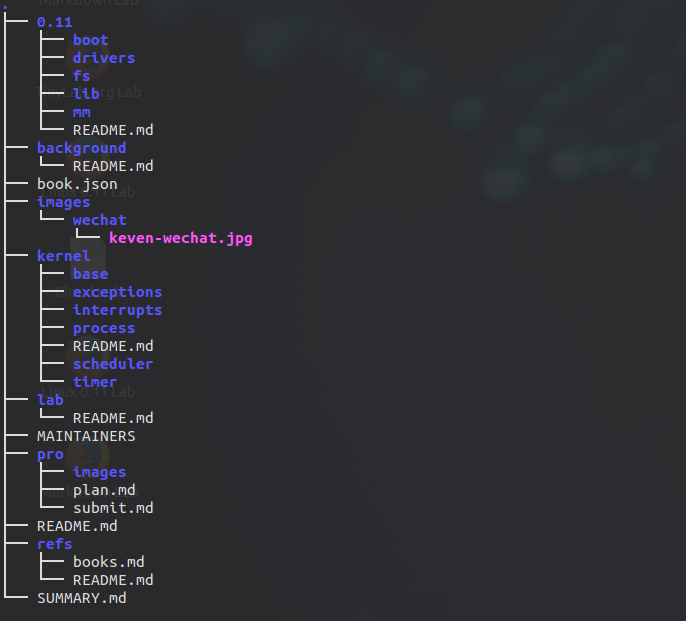 .
├── 0.11
│   ├── boot
│   ├── drivers
│   ├── fs
│   ├── lib
│   ├── mm
│   └── README.md
├── background
│   └── README.md
├── book.json
├── images
│   └── wechat
│       └── keven-wechat.jpg
├── kernel
│   ├── base
│   ├── exceptions
│   ├── interrupts
│   ├── process
│   ├── README.md
│   ├── scheduler
│   └── timer
├── lab
│   └── README.md
├── MAINTAINERS
├── pro
│   ├── images
│   ├── plan.md
│   └── submit.md
├── README.md
├── refs
│   ├── books.md
│   └── README.md
└── SUMMARY.md